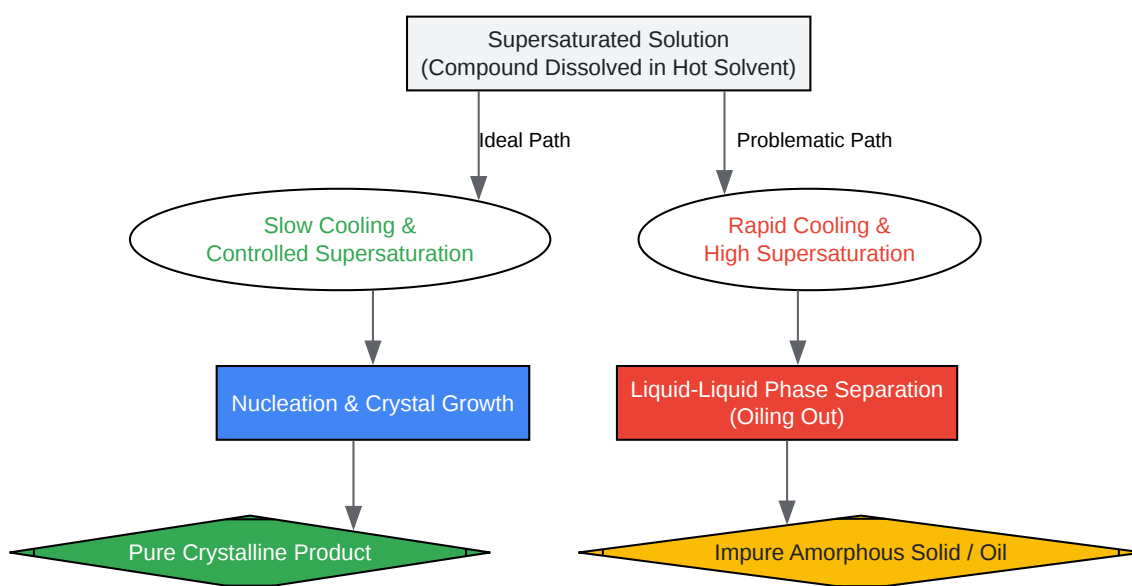 Supersaturated Solution
(Compound Dissolved in Hot Solvent)
Ideal Path
Problematic Path
Slow Cooling &
Controlled Supersaturation
Rapid Cooling &
High Supersaturation
Nucleation & Crystal Growth
Liquid-Liquid Phase Separation
(Oiling Out)
Pure Crystalline Product
Impure Amorphous Solid / Oil